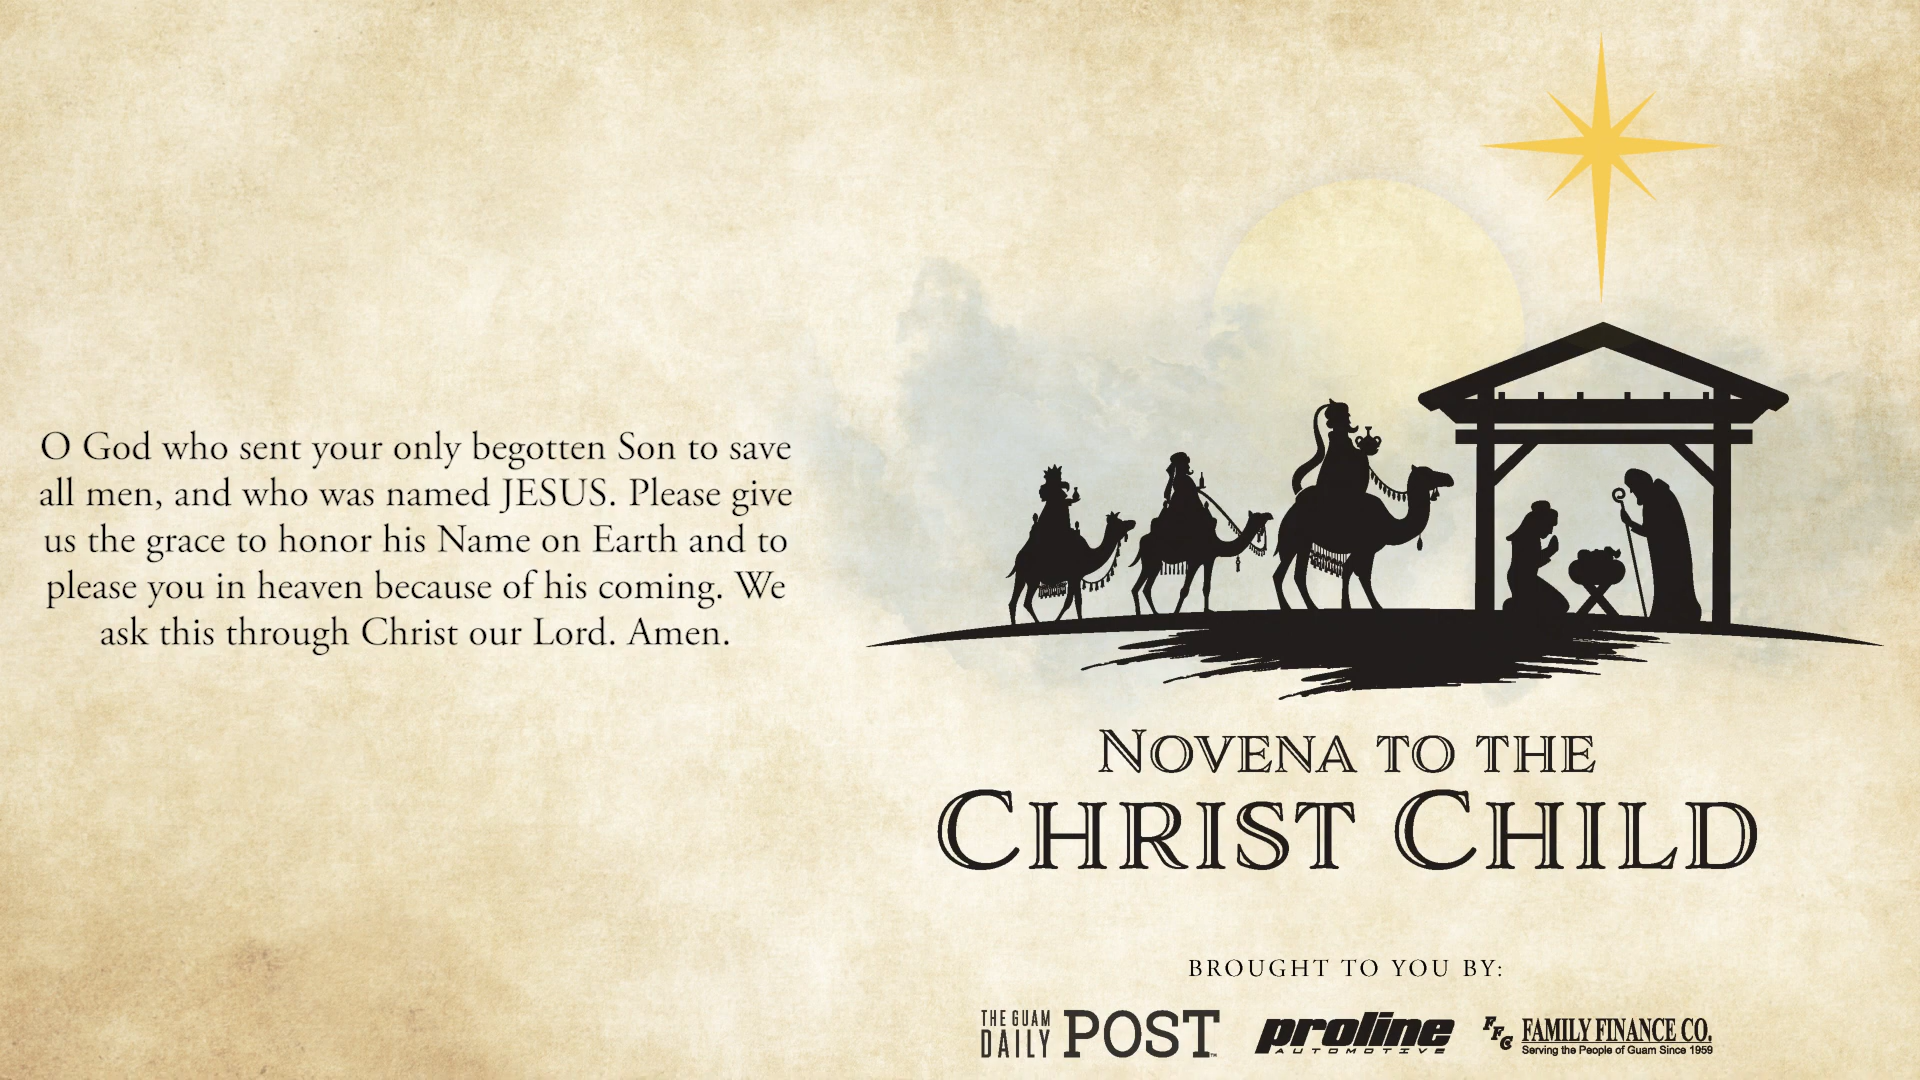 O God who sent your only begotten Son to save
all men, and who was named JESUS. Please give
us the grace to honor his Name on Earth and to
please you in heaven because of his coming. We
ask this through Christ our Lord. Amen.
NOVENA TO THE
CHRIST CHILD
BROUGHT TO YOU BY:
THE GUAM
DAILY POST
proline
AUTOMOTIVE
FFC
FAMILY FINANCE CO.
Serving the People of Guam Since 1959